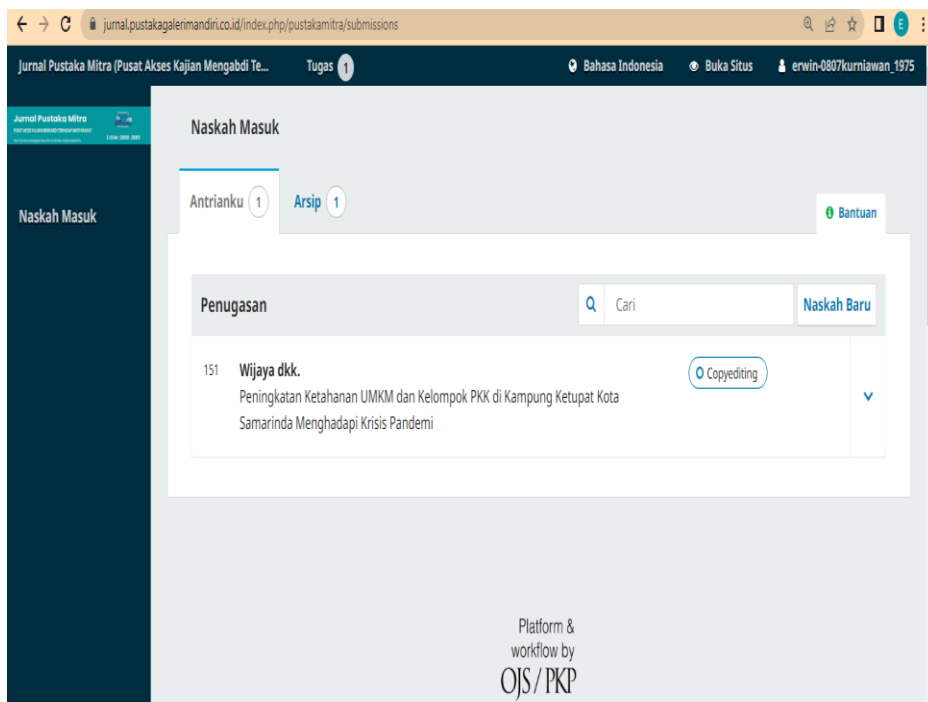 jurnal.pustakagalerimandiri.co.id/index.php/pustakamitra/submissions
E
Jurnal Pustaka Mitra (Pusat Akses Kajian Mengabdi Te...
Tugas 1
Bahasa Indonesia
Buka Situs
erwin-0807kurniawan_1975
Jurnal Pustaka Mitra
Naskah Masuk
Naskah Masuk
Antrianku 1
Arsip 1
Bantuan
Penugasan
Cari
Naskah Baru
151 Wijaya dkk.
Copyediting
Peningkatan Ketahanan UMKM dan Kelompok PKK di Kampung Ketupat Kota
Samarinda Menghadapi Krisis Pandemi
Platform &
workflow by
OJS / PKP